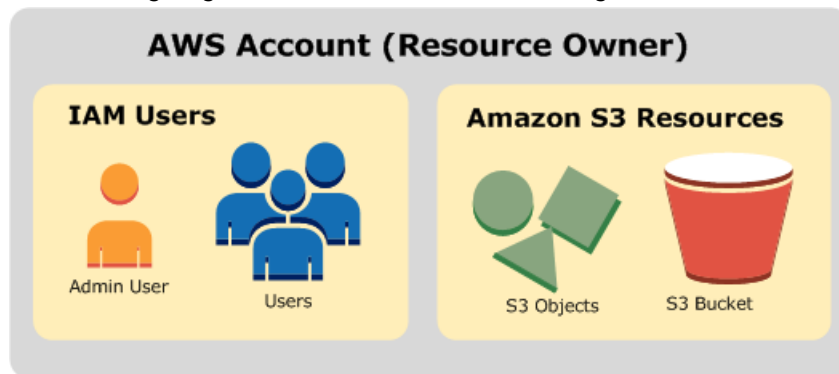 AWS Account (Resource Owner)
IAM Users
Admin User
Users
Amazon S3 Resources
S3 Objects
S3 Bucket